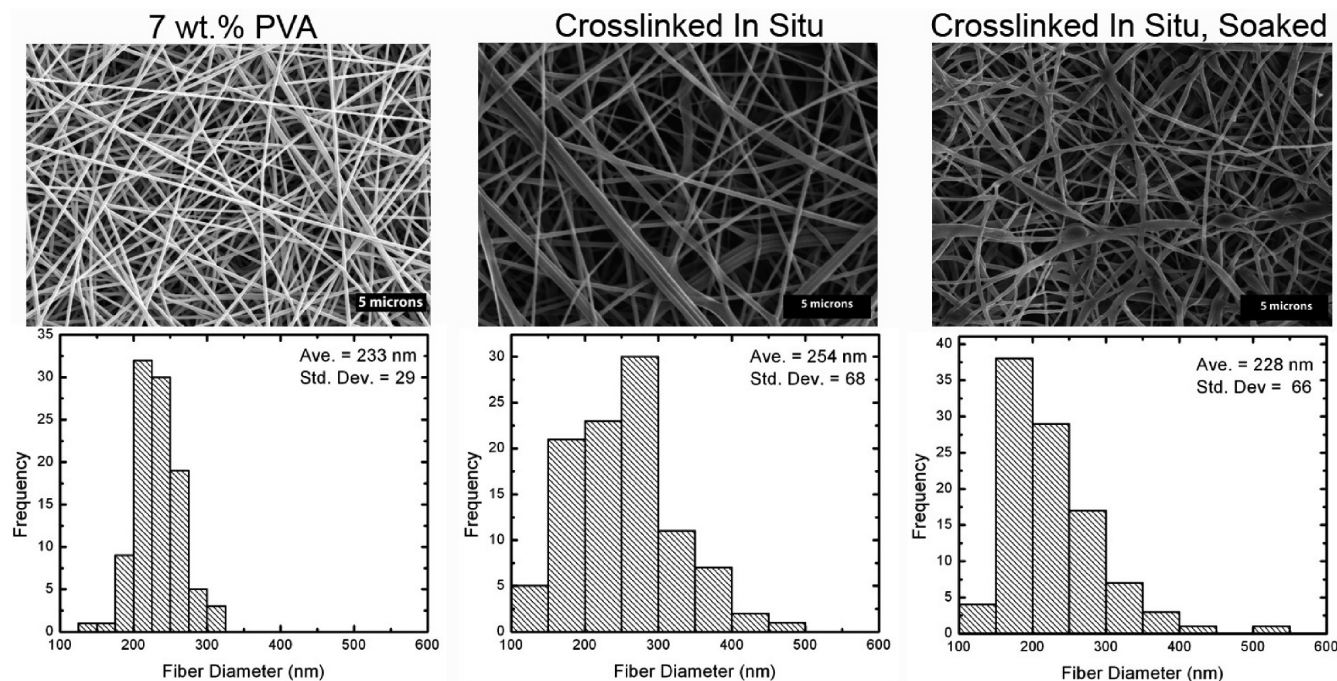 7 wt.% PVA
Crosslinked In Situ
Crosslinked In Situ, Soaked
5 microns
5 microns
5 microns
Ave. = 233 nm
Std. Dev. = 29
35
30
25
20
15
10
5
0
Frequency
100 200 300 400 500 600
Fiber Diameter (nm)
Ave. = 254 nm
Std. Dev. = 68
30
25
20
15
10
5
0
Frequency
100 200 300 400 500 600
Fiber Diameter (nm)
Ave. = 228 nm
Std. Dev = 66
40
35
30
25
20
15
10
5
0
Frequency
100 200 300 400 500 600
Fiber Diameter (nm)